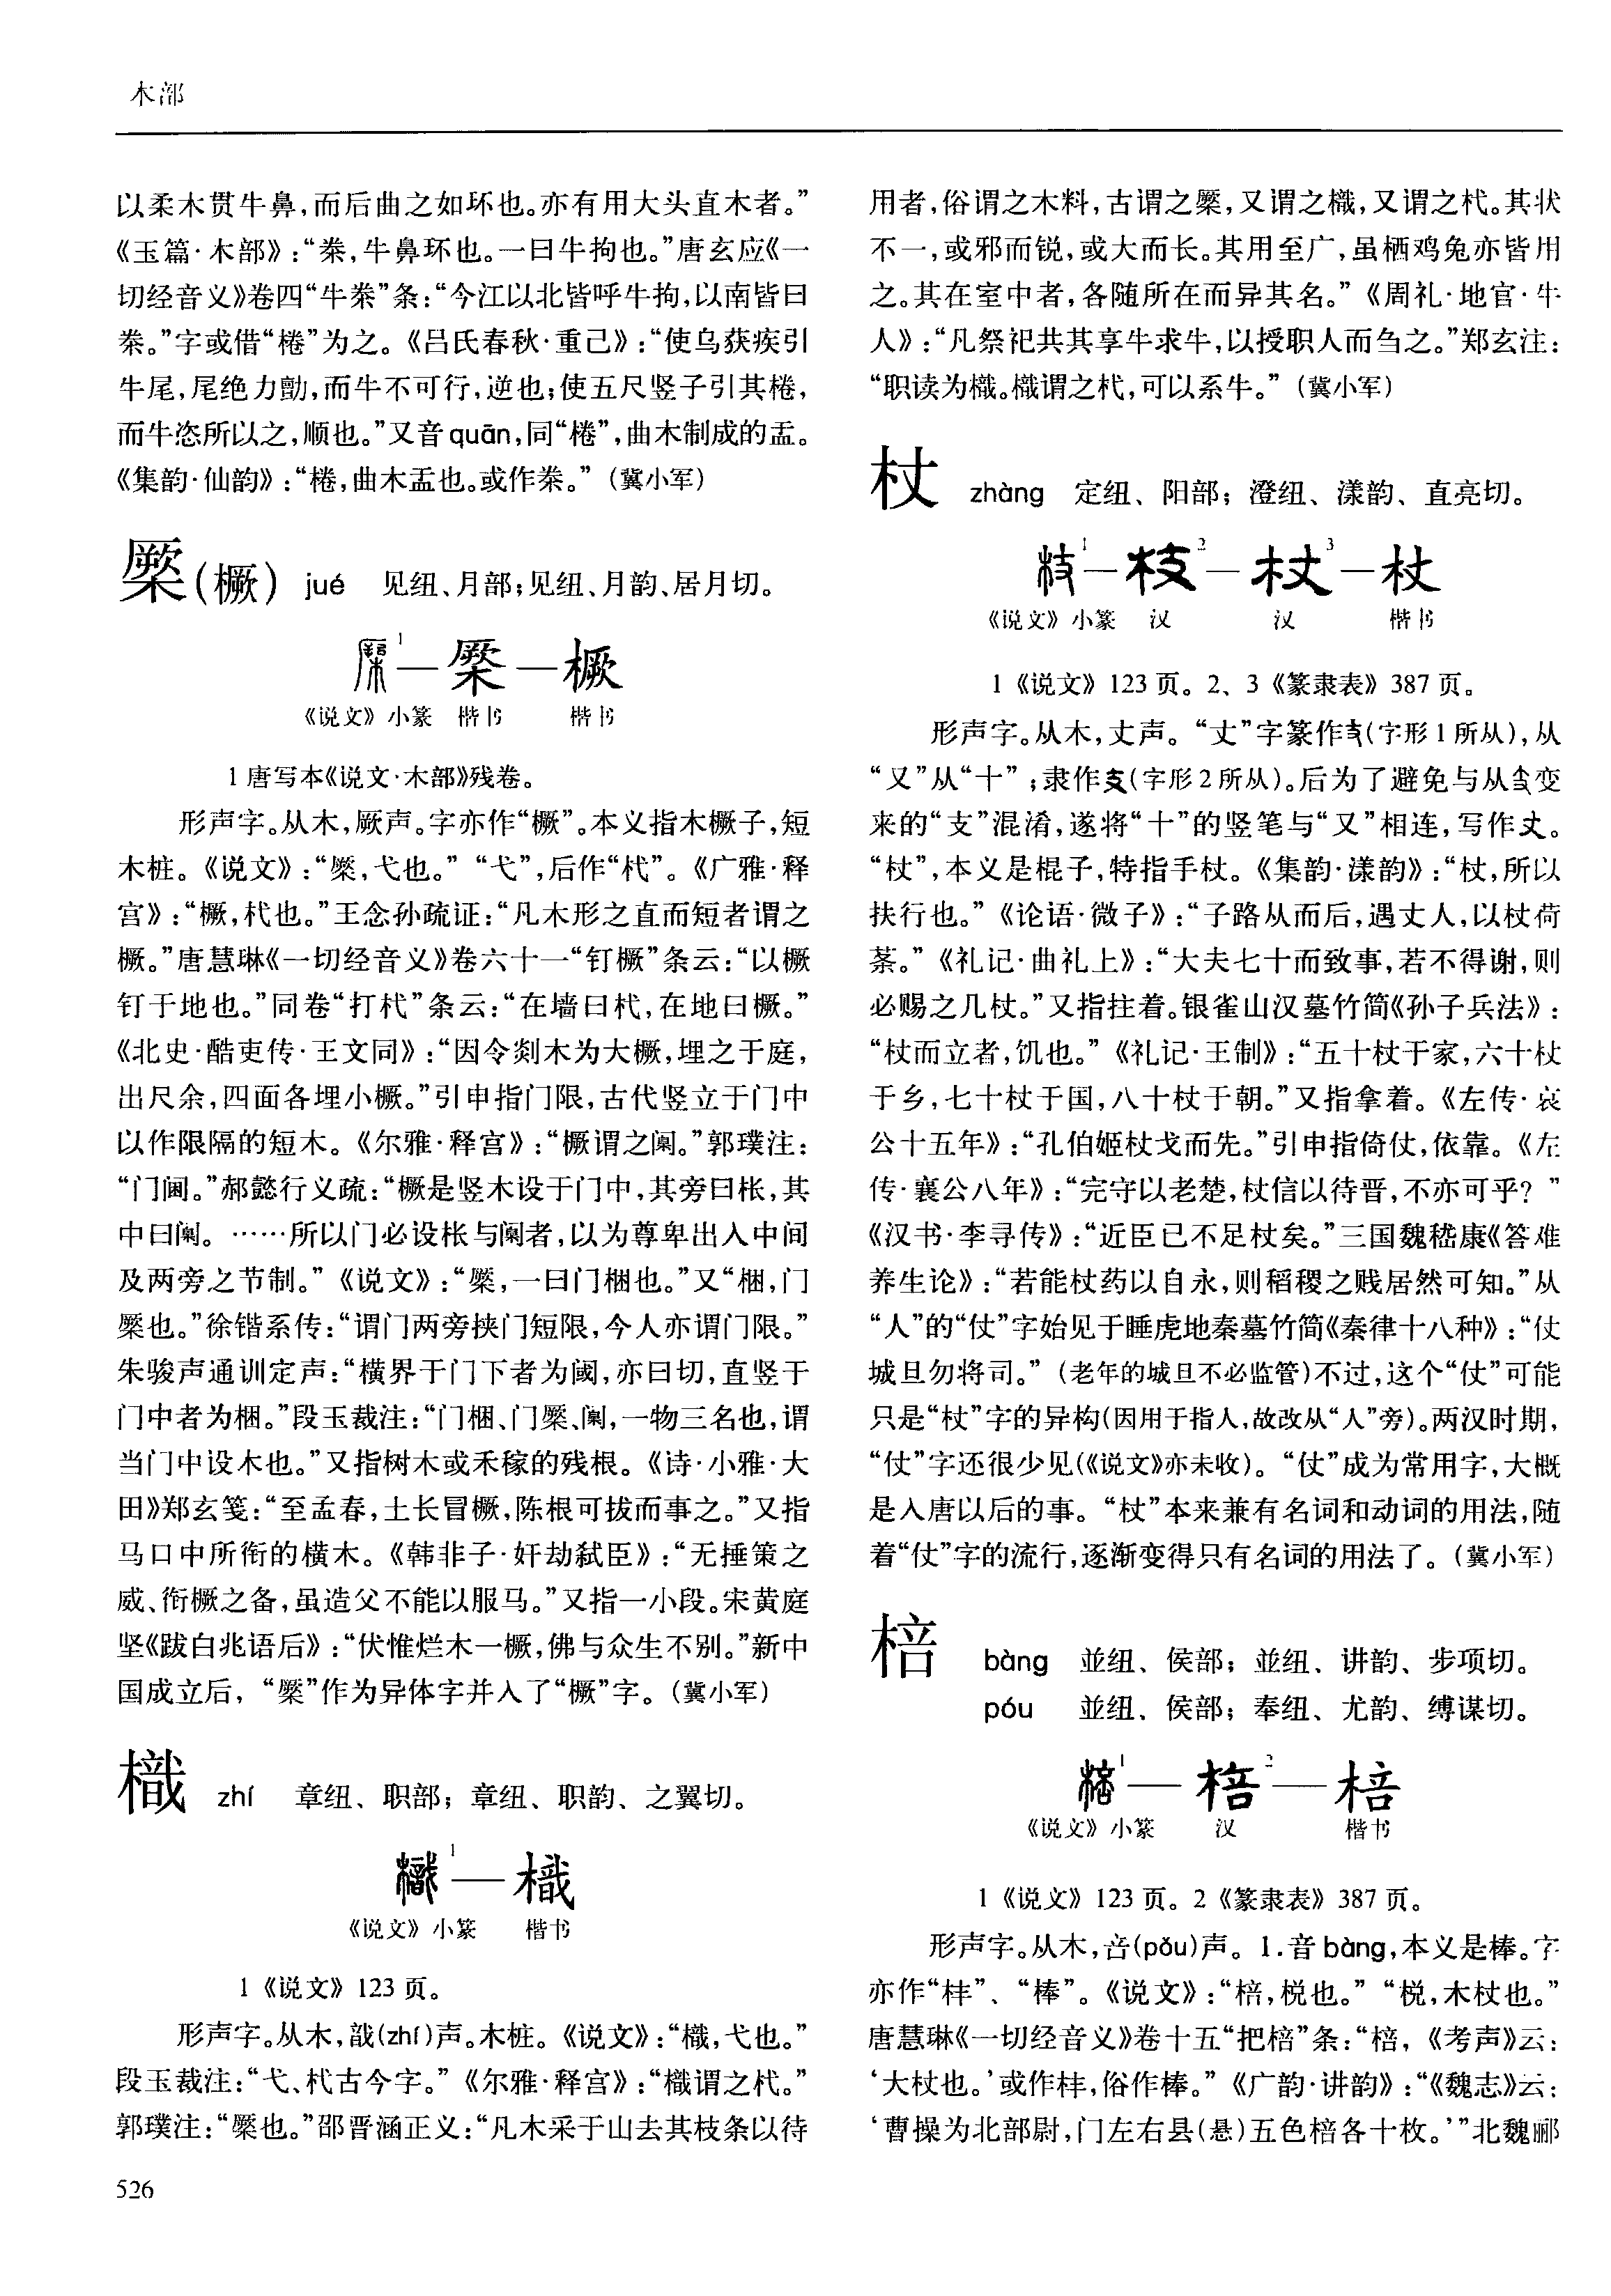 木部
以柔木贯牛鼻,而后曲之如环也。亦有用大头直木者。”
《玉篇·木部》:“桊,牛鼻环也。一曰牛拘也。”唐玄应《一
切经音义》卷四“牛桊”条:“今江以北皆呼牛拘,以南皆曰
桊。”字或借“棬”为之。《吕氏春秋·重己》:“使乌获疾引
牛尾,尾绝力勯,而牛不可行,逆也;使五尺竖子引其棬,
而牛恣所以之,顺也。”又音quān,同“棬”,曲木制成的盂。
《集韵·仙韵》:“棬,曲木盂也。或作桊。”(冀小军)
橜(橛) jué 见纽、月部;见纽、月韵、居月切。
1—橜—橛
《说文》小篆 楷书 楷书
1唐写本《说文·木部》残卷。
形声字。从木,厥声。字亦作“橛”。本义指木橛子,短
木桩。《说文》:“橜,弋也。”“弋”,后作“杙”。《广雅·释
宫》:“橛,杙也。”王念孙疏证:“凡木形之直而短者谓之
橛。”唐慧琳《一切经音义》卷六十一“钉橛”条云:“以橛
钉于地也。”同卷“打杙”条云:“在墙曰杙,在地曰橛。”
《北史·酷吏传·王文同》:“因令剡木为大橛,埋之于庭,
出尺余,四面各埋小橛。”引申指门限,古代竖立于门中
以作限隔的短木。《尔雅·释宫》:“橛谓之闑。”郭璞注:
“门阃。”郝懿行义疏:“橛是竖木设于门中,其旁曰枨,其
中曰闑。……所以门必设枨与闑者,以为尊卑出入中间
及两旁之节制。”《说文》:“橜,一曰门梱也。”又“梱,门
橜也。”徐锴系传:“谓门两旁挟门短限,今人亦谓门限。”
朱骏声通训定声:“横界于门下者为阈,亦曰切,直竖于
门中者为梱。”段玉裁注:“门梱、门橜、闑,一物三名也,谓
当门中设木也。”又指树木或禾稼的残根。《诗·小雅·大
田》郑玄笺:“至孟春,土长冒橛,陈根可拔而事之。”又指
马口中所衔的横木。《韩非子·奸劫弑臣》:“无捶策之
威、衔橛之备,虽造父不能以服马。”又指一小段。宋黄庭
坚《跋白兆语后》:“伏惟烂木一橛,佛与众生不别。”新中
国成立后,“橜”作为异体字并入了“橛”字。(冀小军)
樴 zhí 章纽、职部;章纽、职韵、之翼切。
樴1—樴
《说文》小篆 楷书
1《说文》123页。
形声字。从木,戠(zhí)声。木桩。《说文》:“樴,弋也。”
段玉裁注:“弋、杙古今字。”《尔雅·释宫》:“樴谓之杙。”
郭璞注:“橜也。”邵晋涵正义:“凡木采于山去其枝条以待
526
用者,俗谓之木料,古谓之橜,又谓之樴,又谓之杙。其状
不一,或邪而锐,或大而长。其用至广,虽栖鸡兔亦皆用
之。其在室中者,各随所在而异其名。”《周礼·地官·牛
人》:“凡祭祀共其享牛求牛,以授职人而刍之。”郑玄注:
“职读为樴。樴谓之杙,可以系牛。”(冀小军)
杖 zhàng 定纽、阳部;澄纽、漾韵、直亮切。
杖1—杖2—杖3—杖
《说文》小篆 汉 汉 楷书
1《说文》123页。2、3《篆隶表》387页。
形声字。从木,丈声。“丈”字篆作(字形1所从),从
“又”从“十”;隶作支(字形2所从)。后为了避免与从变
来的“支”混淆,遂将“十”的竖笔与“又”相连,写作丈。
“杖”,本义是棍子,特指手杖。《集韵·漾韵》:“杖,所以
扶行也。”《论语·微子》:“子路从而后,遇丈人,以杖荷
蓧。”《礼记·曲礼上》:“大夫七十而致事,若不得谢,则
必赐之几杖。”又指拄着。银雀山汉墓竹简《孙子兵法》:
“杖而立者,饥也。”《礼记·王制》:“五十杖于家,六十杖
于乡,七十杖于国,八十杖于朝。”又指拿着。《左传·哀
公十五年》:“孔伯姬杖戈而先。”引申指倚仗,依靠。《左
传·襄公八年》:“完守以老楚,杖信以待晋,不亦可乎?”
《汉书·李寻传》:“近臣已不足杖矣。”三国魏嵇康《答难
养生论》:“若能杖药以自永,则稻稷之贱居然可知。”从
“人”的“仗”字始见于睡虎地秦墓竹简《秦律十八种》:“仗
城旦勿将司。”(老年的城旦不必监管)不过,这个“仗”可能
只是“杖”字的异构(因用于指人,故改从“人”旁)。两汉时期,
“仗”字还很少见(《说文》亦未收)。“仗”成为常用字,大概
是入唐以后的事。“杖”本来兼有名词和动词的用法,随
着“仗”字的流行,逐渐变得只有名词的用法了。(冀小军)
棓 bàng 並纽、侯部;並纽、讲韵、步项切。
póu 並纽、侯部;奉纽、尤韵、缚谋切。
棓1—棓2—棓
《说文》小篆 汉 楷书
1《说文》123页。2《篆隶表》387页。
形声字。从木,咅(pǒu)声。1.音bàng,本义是棒。字
亦作“柈”、“棒”。《说文》:“棓,棁也。”“棁,木杖也。”
唐慧琳《一切经音义》卷十五“把棓”条:“棓,《考声》云:
‘大杖也。’或作柈,俗作棒。”《广韵·讲韵》:“《魏志》云:
‘曹操为北部尉,门左右县(悬)五色棓各十枚。’”北魏郦